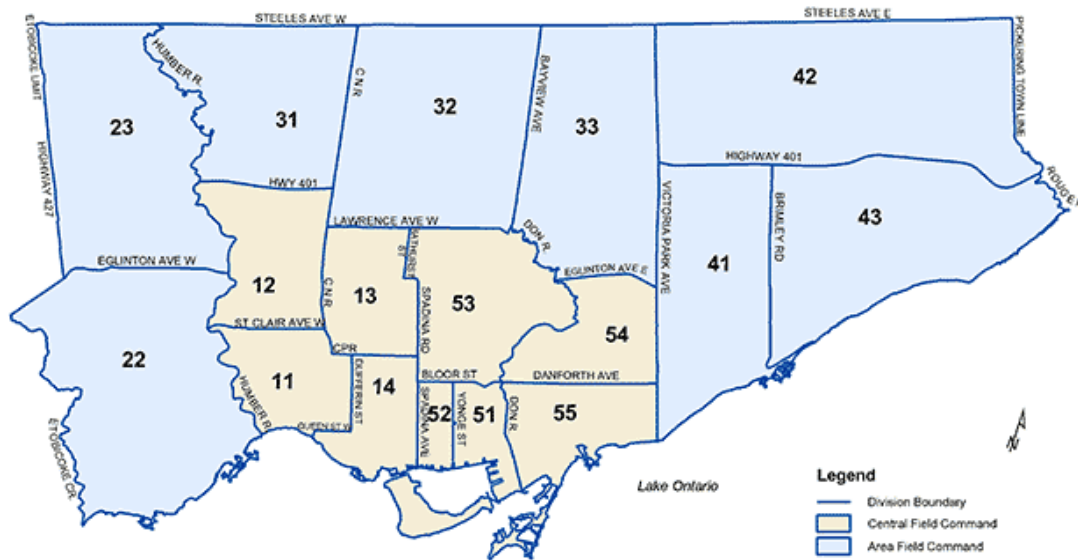 STEELES AVE W
STEELES AVE E
ETOBICOKE LIMIT
HUMBER R.
C N R
BAYVIEW AVE
PICKERING TOWN LINE
42
32
23
31
33
HIGHWAY 427
HIGHWAY 401
HWY 401
ROUGE R
VICTORIA PARK AVE
BRIMLEY RD
43
LAWRENCE AVE W
DON R.
BATHURST ST
EGLINTON AVE W
EGLINTON AVE E
41
12
C N R
13
53
SPADINA RD
ST CLAIR AVE W
54
CPR
22
11
DUFFERIN ST
14
BLOOR ST
DANFORTH AVE
HUMBER R.
SPADINA AVE
52
YONGE ST
51
DON R.
55
QUEEN ST W
ETOBICOKE CR.
N
Lake Ontario
Legend
Division Boundary
Central Field Command
Area Field Command